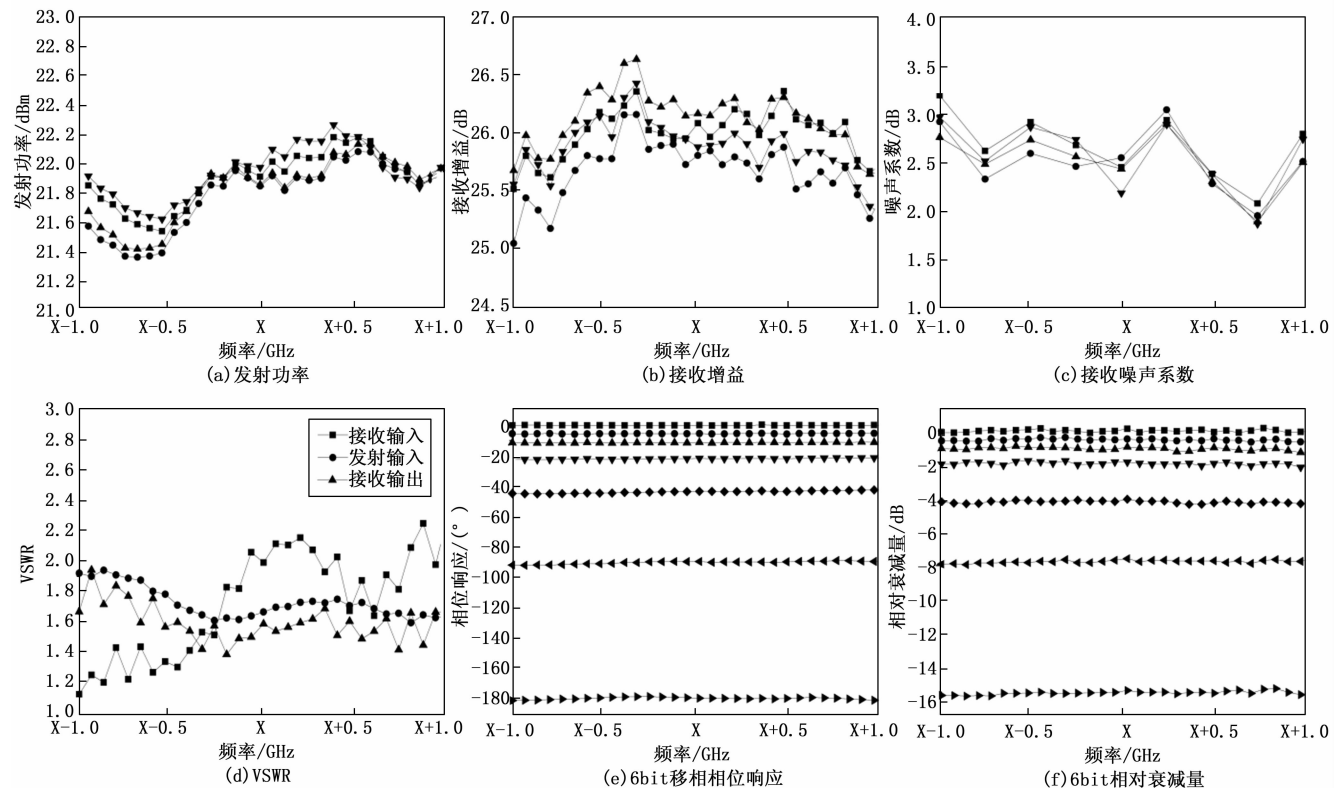 23.0
22.8
22.6
22.4
22.2
22.0
21.8
21.6
21.4
21.2
21.0
发射功率/dBm
X-1.0 X-0.5 X X+0.5 X+1.0
频率/GHz
(a)发射功率
27.0
26.5
26.0
25.5
25.0
24.5
接收增益/dB
X-1.0 X-0.5 X X+0.5 X+1.0
频率/GHz
(b)接收增益
4.0
3.5
3.0
2.5
2.0
1.5
1.0
噪声系数/dB
X-1.0 X-0.5 X X+0.5 X+1.0
频率/GHz
(c)接收噪声系数
3.0
2.8
2.6
2.4
2.2
2.0
1.8
1.6
1.4
1.2
1.0
VSWR
接收输入
发射输入
接收输出
X-1.0 X-0.5 X X+0.5 X+1.0
频率/GHz
(d)VSWR
0
-20
-40
-60
-80
-100
-120
-140
-160
-180
相位响应/(°)
X-1.0 X-0.5 X X+0.5 X+1.0
频率/GHz
(e)6bit移相相位响应
0
-2
-4
-6
-8
-10
-12
-14
-16
相对衰减量/dB
X-1.0 X-0.5 X X+0.5 X+1.0
频率/GHz
(f)6bit相对衰减量